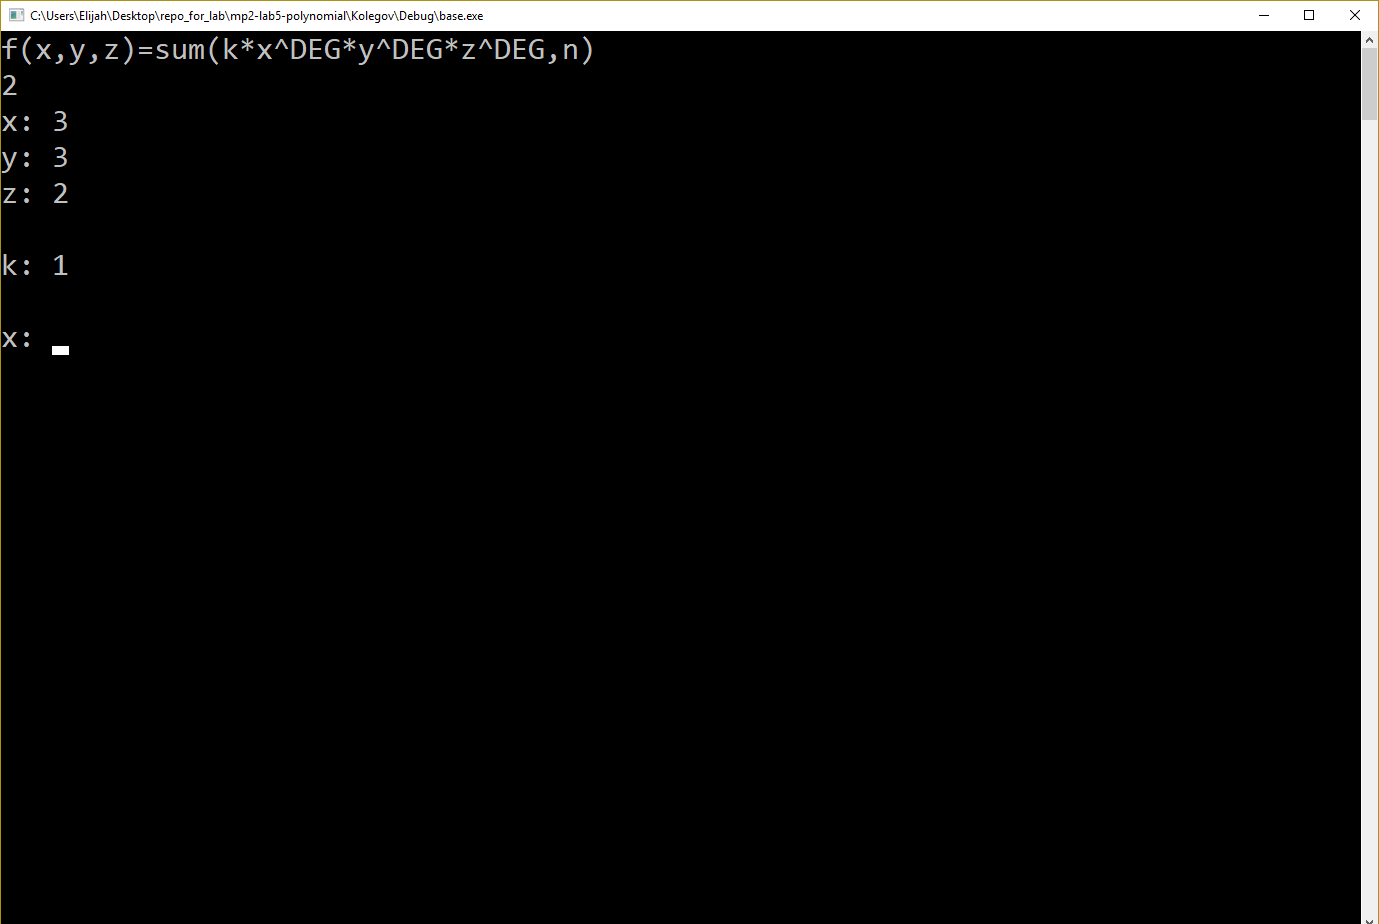 C:\Users\Elijah\Desktop\repo_for_lab\mp2-lab5-polynomial\Kolegov\Debug\base.exe
f(x,y,z)=sum(k*x^DEG*y^DEG*z^DEG,n)
2
x: 3
y: 3
z: 2
k: 1
x: